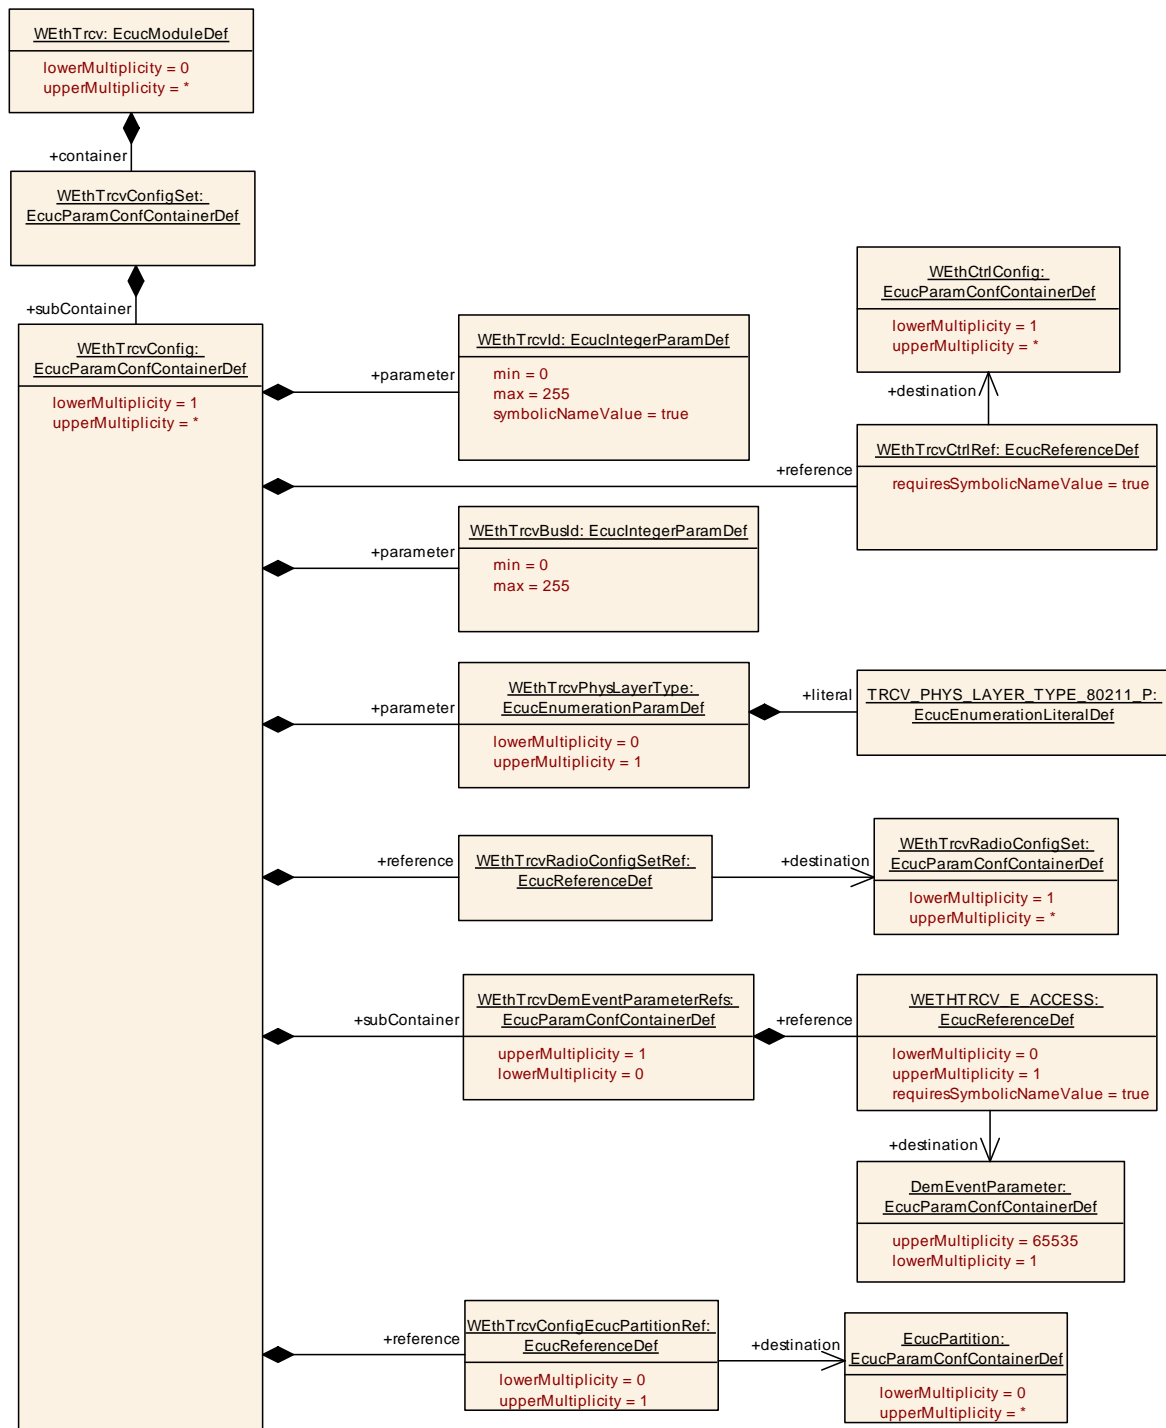 WEthTrcv: EcucModuleDef
lowerMultiplicity = 0
upperMultiplicity = *
+container
WEthTrcvConfigSet:
EcucParamConfContainerDef
+subContainer
WEthTrcvConfig:
EcucParamConfContainerDef
lowerMultiplicity = 1
upperMultiplicity = *
+parameter
WEthTrcvId: EcucIntegerParamDef
min = 0
max = 255
symbolicNameValue = true
WEthCtrlConfig:
EcucParamConfContainerDef
lowerMultiplicity = 1
upperMultiplicity = *
+destination
+reference
WEthTrcvCtrlRef: EcucReferenceDef
requiresSymbolicNameValue = true
+parameter
WEthTrcvBusId: EcucIntegerParamDef
min = 0
max = 255
+parameter
WEthTrcvPhysLayerType:
EcucEnumerationParamDef
lowerMultiplicity = 0
upperMultiplicity = 1
+literal
TRCV_PHYS_LAYER_TYPE_80211_P:
EcucEnumerationLiteralDef
+reference
WEthTrcvRadioConfigSetRef:
EcucReferenceDef
+destination
WEthTrcvRadioConfigSet:
EcucParamConfContainerDef
lowerMultiplicity = 1
upperMultiplicity = *
+subContainer
WEthTrcvDemEventParameterRefs:
EcucParamConfContainerDef
upperMultiplicity = 1
lowerMultiplicity = 0
+reference
WETHTRCV_E_ACCESS:
EcucReferenceDef
lowerMultiplicity = 0
upperMultiplicity = 1
requiresSymbolicNameValue = true
+destination
DemEventParameter:
EcucParamConfContainerDef
upperMultiplicity = 65535
lowerMultiplicity = 1
+reference
WEthTrcvConfigEcucPartitionRef:
EcucReferenceDef
lowerMultiplicity = 0
upperMultiplicity = 1
+destination
EcucPartition:
EcucParamConfContainerDef
lowerMultiplicity = 0
upperMultiplicity = *